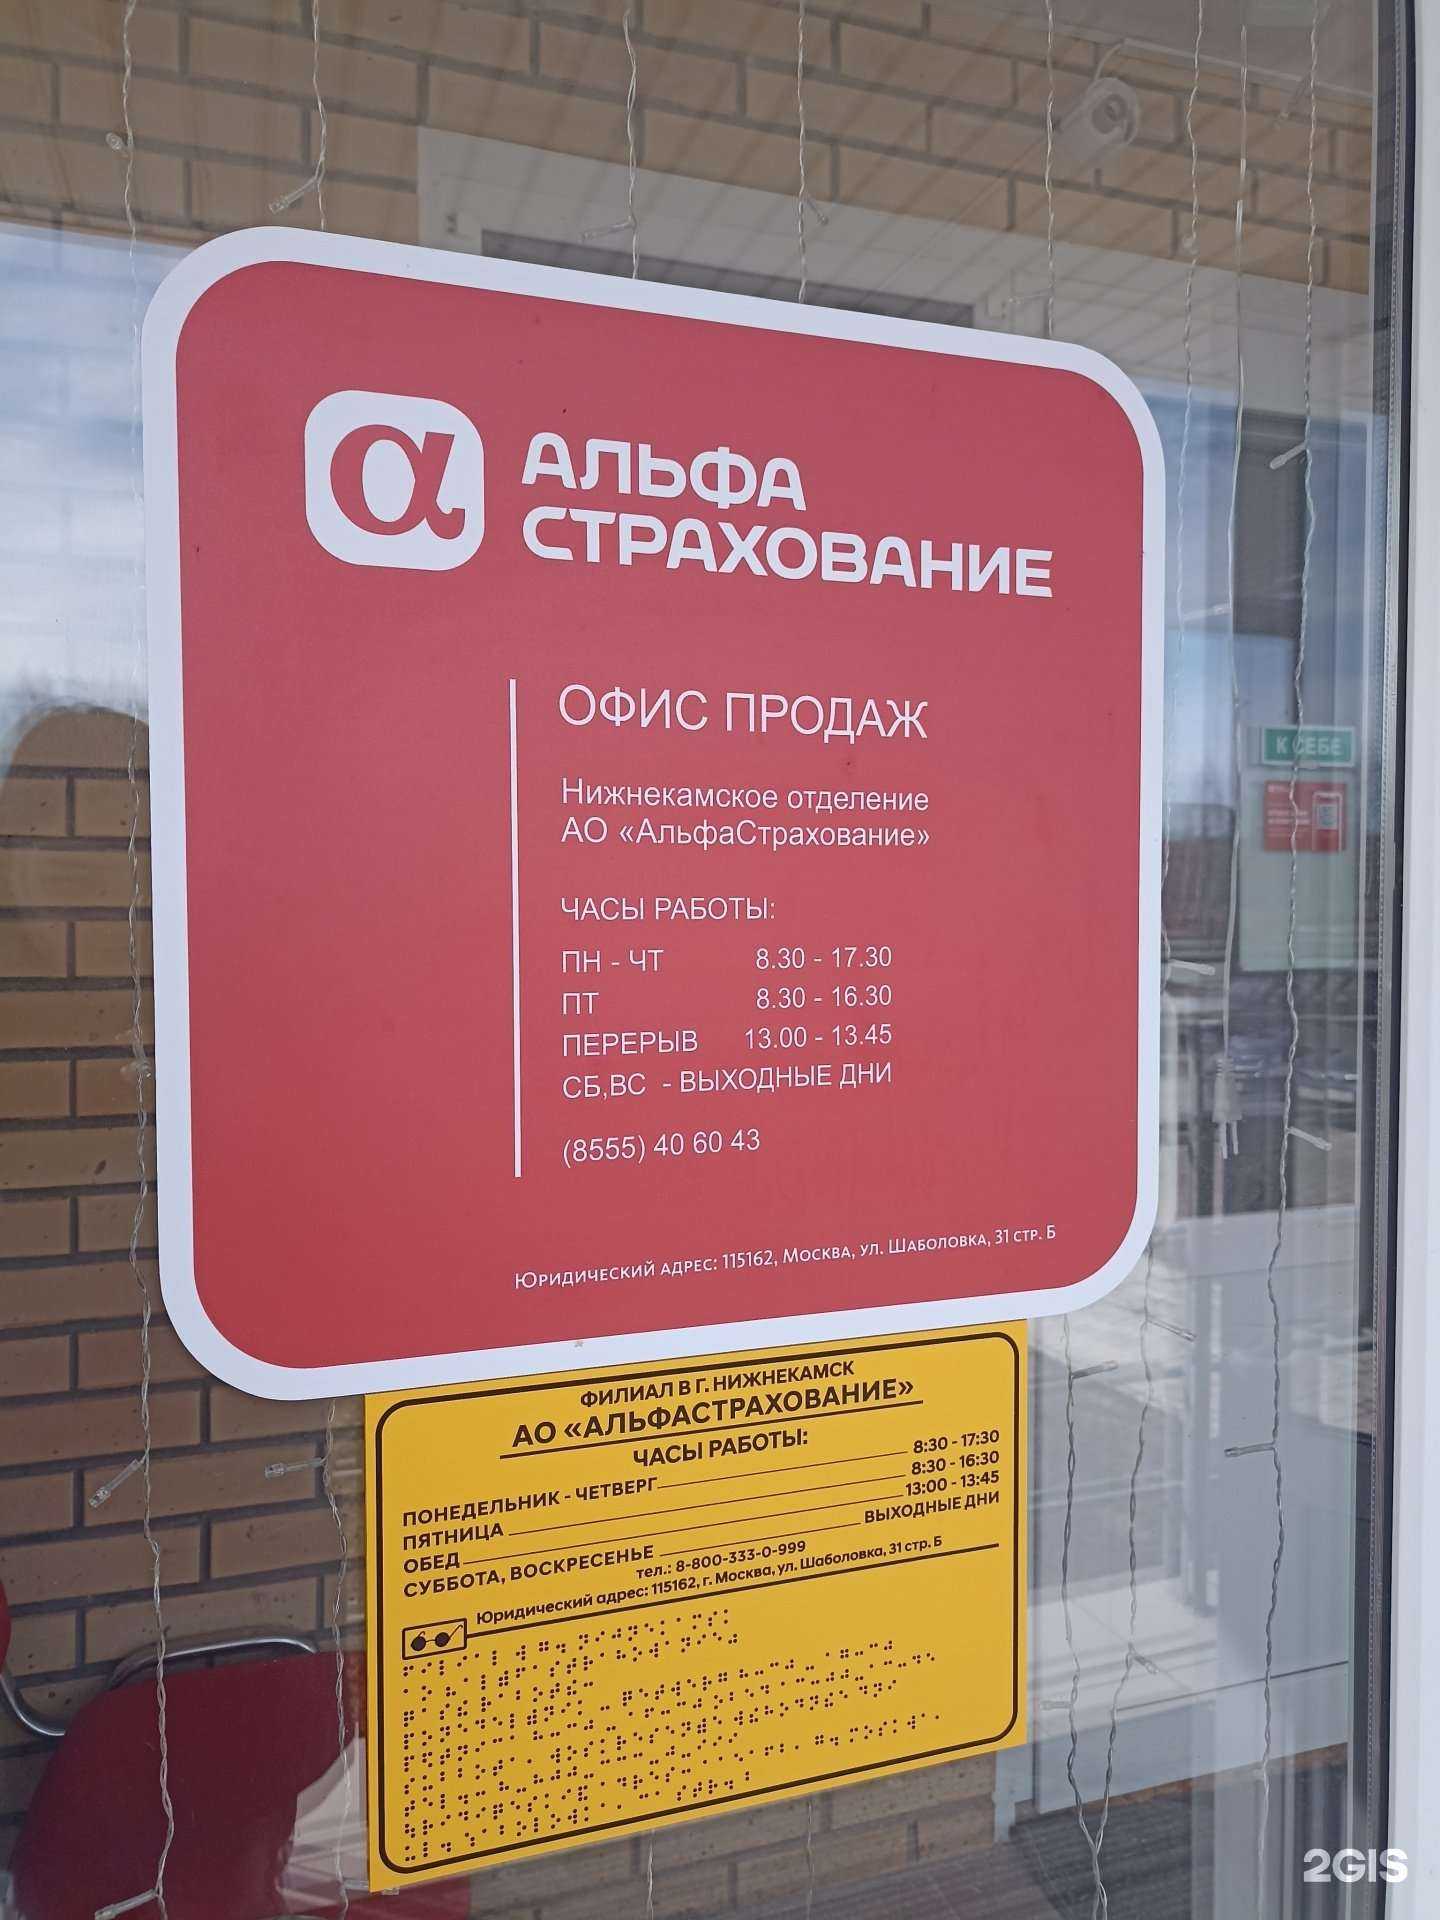 α АЛЬФА
СТРАХОВАНИЕ
ОФИС ПРОДАЖ
Нижнекамское отделение
АО «АльфаСтрахование»
ЧАСЫ РАБОТЫ:
ПН - ЧТ 8.30 - 17.30
ПТ 8.30 - 16.30
ПЕРЕРЫВ 13.00 - 13.45
СБ,ВС - ВЫХОДНЫЕ ДНИ
(8555) 40 60 43
Юридический адрес: 115162, Москва, ул. Шаболовка, 31 стр. Б
К СЕБЕ
ФИЛИАЛ В Г. НИЖНЕКАМСК
АО «АЛЬФАСТРАХОВАНИЕ»
ЧАСЫ РАБОТЫ:
ПОНЕДЕЛЬНИК - ЧЕТВЕРГ 8:30 - 17:30
ПЯТНИЦА 8:30 - 16:30
ОБЕД 13:00 - 13:45
СУББОТА, ВОСКРЕСЕНЬЕ ВЫХОДНЫЕ ДНИ
тел.: 8-800-333-0-999
Юридический адрес: 115162, г. Москва, ул. Шаболовка, 31 стр. Б
2GIS